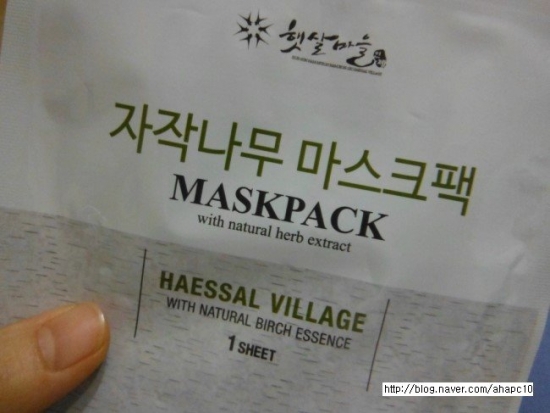 햇살마을
자작나무 마스크팩
MASKPACK
with natural herb extract
HAESSAL VILLAGE
WITH NATURAL BIRCH ESSENCE
1 SHEET
http://blog.naver.com/ahapc10